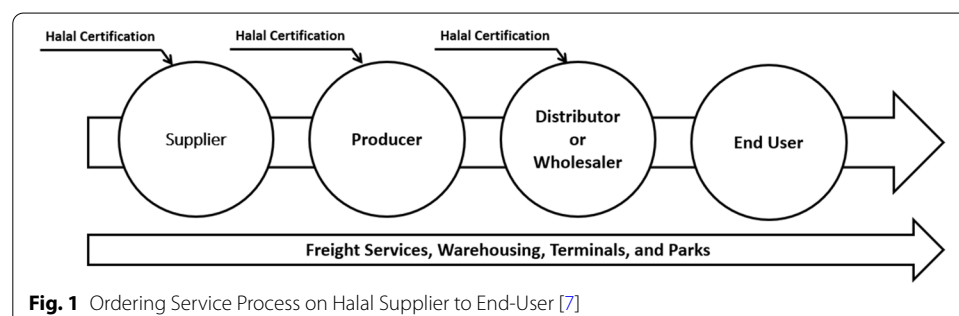 Halal Certification
Halal Certification
Halal Certification
Supplier
Producer
Distributor
or
Wholesaler
End User
Freight Services, Warehousing, Terminals, and Parks
Fig. 1 Ordering Service Process on Halal Supplier to End-User [7]